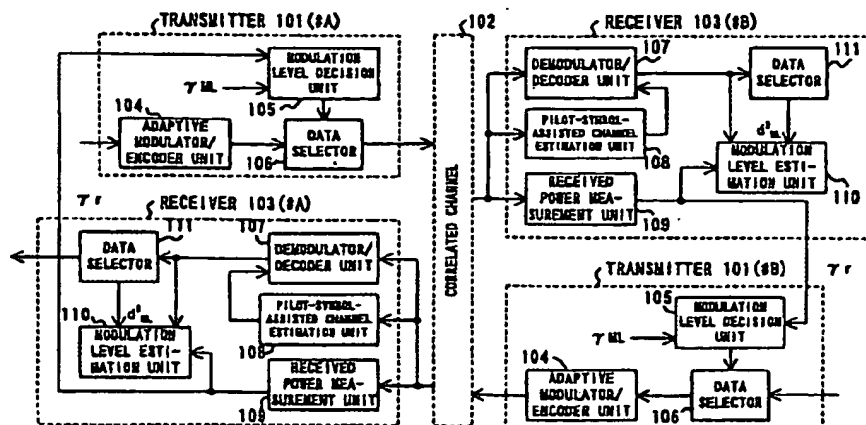 TRANSMITTER 101(#A)
MODULATION
LEVEL DECISION
UNIT
105
γ ML
104
ADAPTIVE
MODULATOR/
ENCODER UNIT
DATA
SELECTOR
106
102
CORRELATED CHANNEL
RECEIVER 103(#B)
107
DEMODULATOR/
DECODER UNIT
DATA
SELECTOR
111
PILOT-SYMBOL-
ASSISTED CHANNEL
ESTIMATION UNIT
108
MODULATION
LEVEL ESTI-
MATION UNIT
110
RECEIVED
POWER MEA-
SUREMENT UNIT
109
γ r
RECEIVER 103(#A)
111
DATA
SELECTOR
107
DEMODULATOR/
DECODER UNIT
110
MODULATION
LEVEL ESTI-
MATION UNIT
PILOT-SYMBOL-
ASSISTED CHANNEL
ESTIMATION UNIT
108
RECEIVED
POWER MEA-
SUREMENT UNIT
109
TRANSMITTER 101(#B)
γ r
105
MODULATION
LEVEL DECISION
UNIT
γ ML
104
ADAPTIVE
MODULATOR/
ENCODER UNIT
DATA
SELECTOR
106